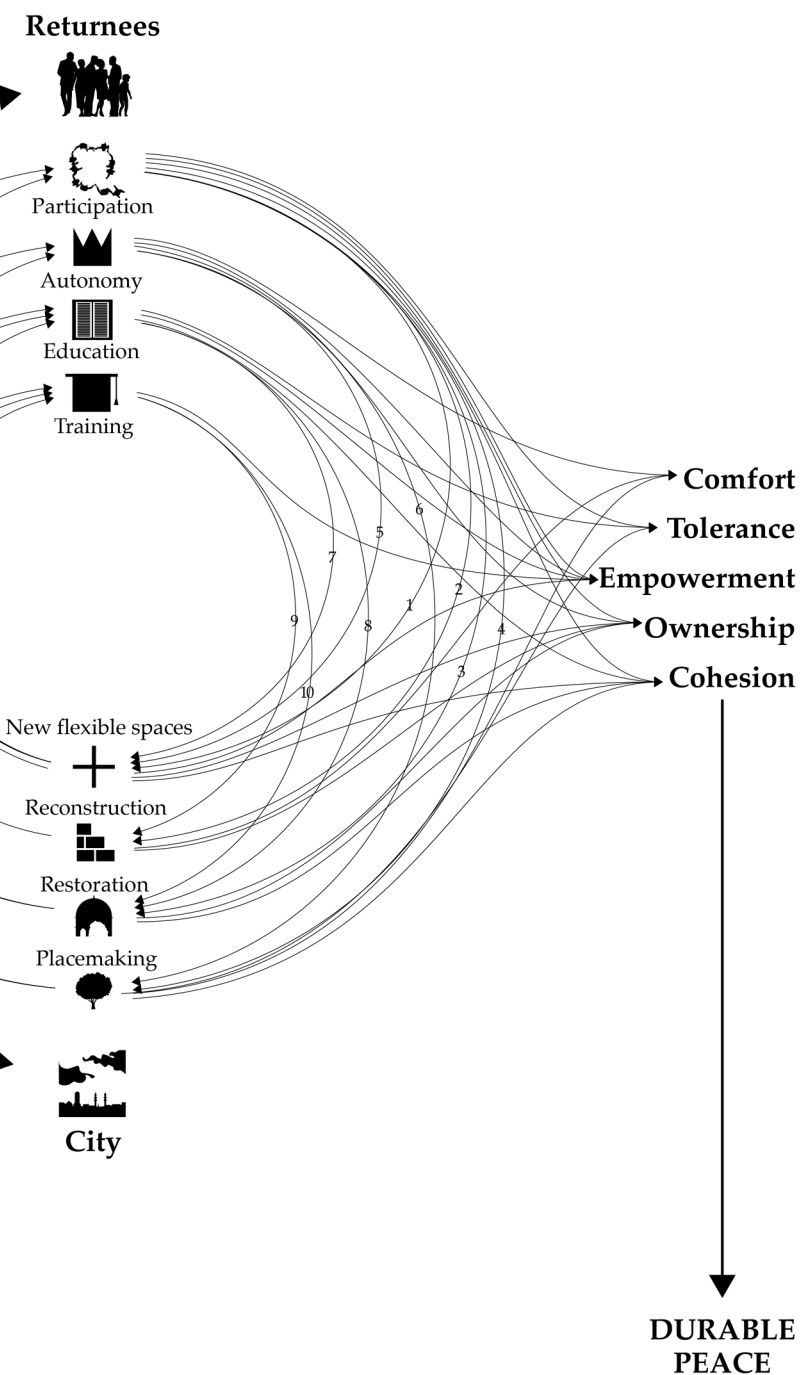 Returnees
Participation
Autonomy
Education
Training
6
5
7
2
1
9
8
4
3
10
Comfort
Tolerance
Empowerment
Ownership
Cohesion
New flexible spaces
Reconstruction
Restoration
Placemaking
City
DURABLE
PEACE